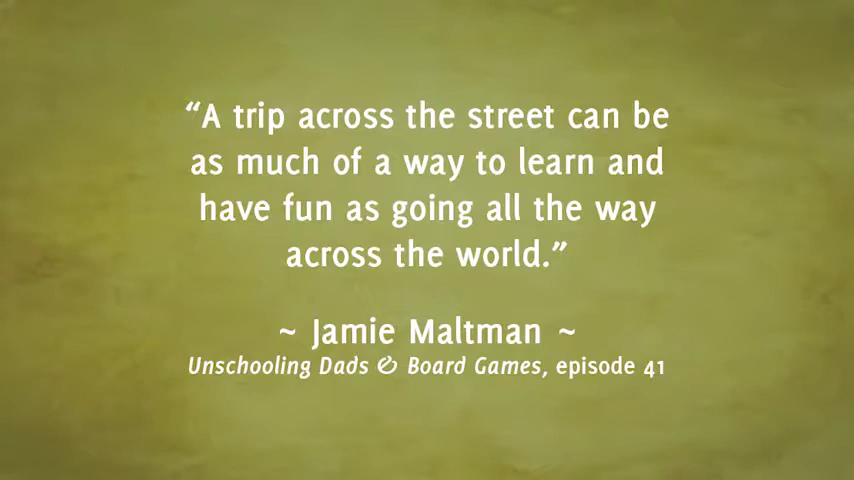 “A trip across the street can be
as much of a way to learn and
have fun as going all the way
across the world.”
~ Jamie Maltman ~
Unschooling Dads & Board Games, episode 41